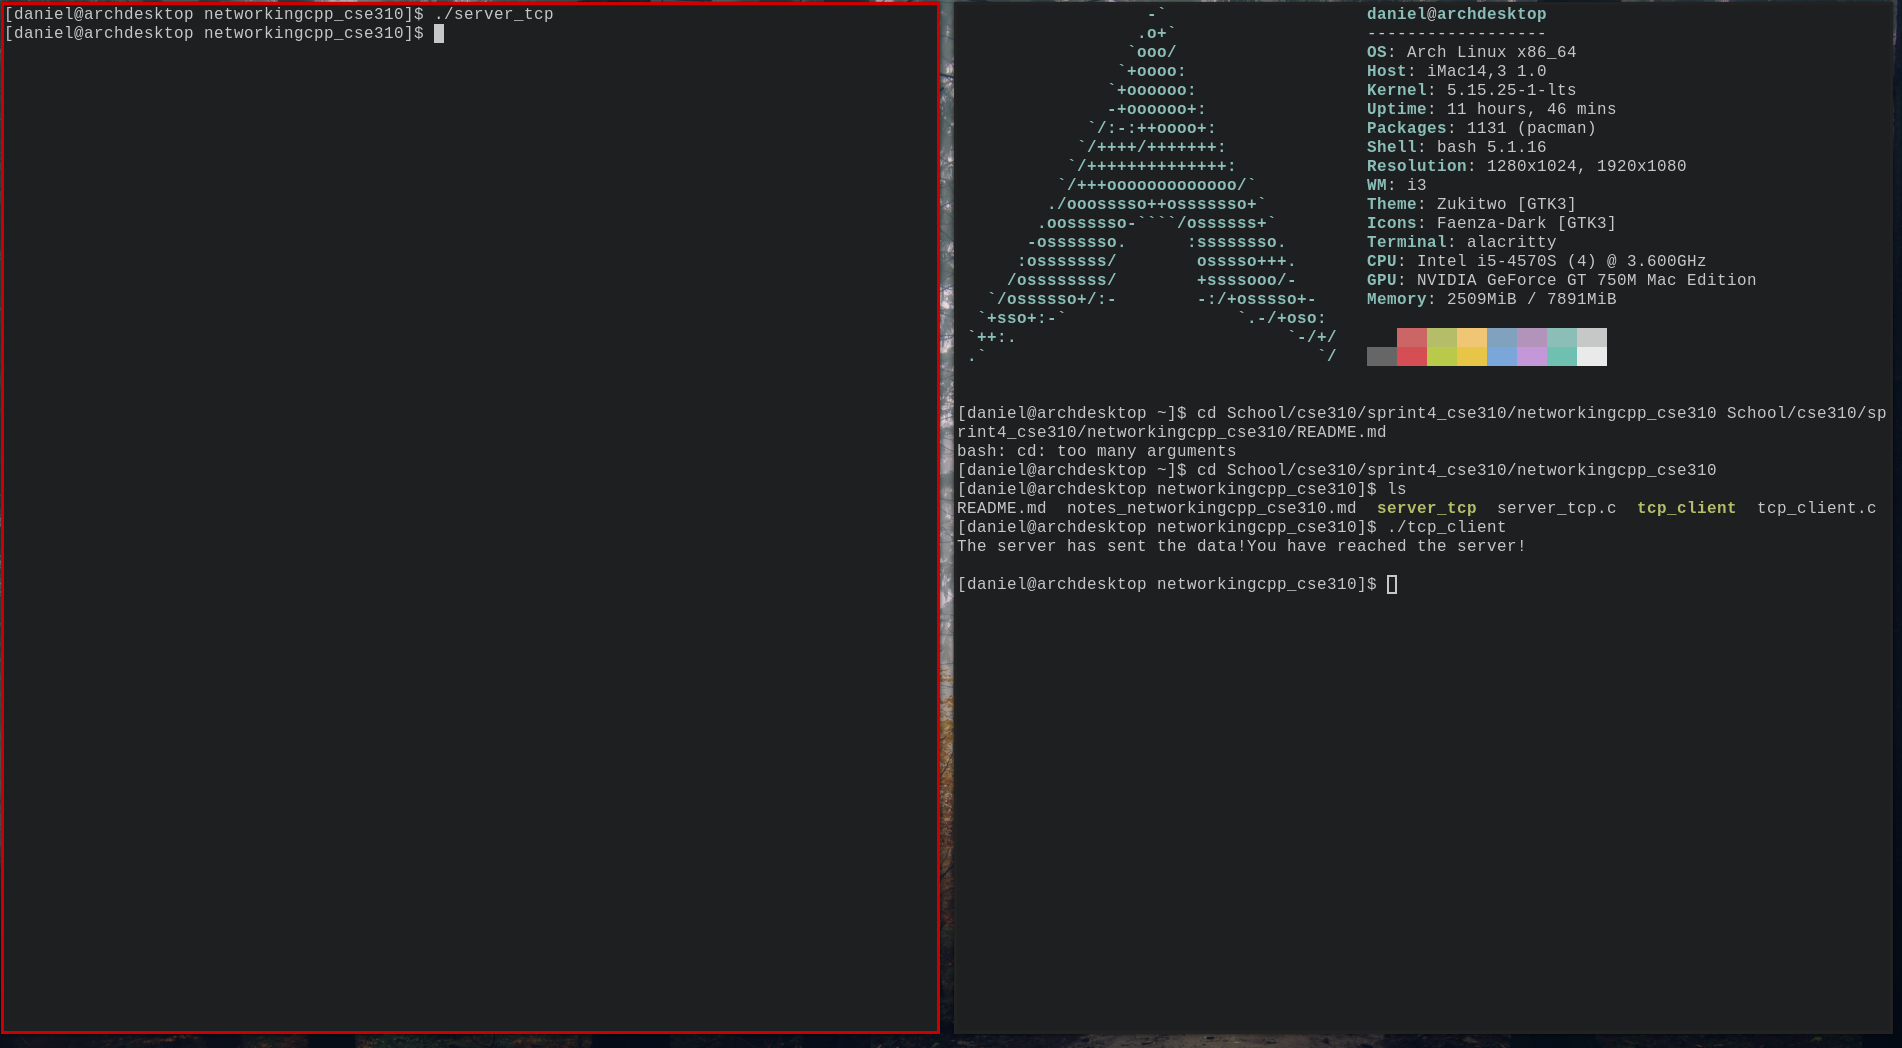 [daniel@archdesktop networkingcpp_cse310]$ ./server_tcp
[daniel@archdesktop networkingcpp_cse310]$
                   -`
                  .o+`
                 `ooo/
                `+oooo:
               `+oooooo:
               -+oooooo+:
             `/:-:++oooo+:
            `/++++/+++++++:
           `/++++++++++++++:
          `/+++ooooooooooooo/`
         ./ooosssso++osssssso+`
        .oossssso-````/ossssss+`
       -osssssso.      :ssssssso.
      :osssssss/        osssso+++.
     /ossssssss/        +ssssooo/-
   `/ossssso+/:-        -:/+osssso+-
  `+sso+:-`                 `.-/+oso:
 `++:.                           `-/+/
 .`                                 `/
daniel@archdesktop
------------------
OS: Arch Linux x86_64
Host: iMac14,3 1.0
Kernel: 5.15.25-1-lts
Uptime: 11 hours, 46 mins
Packages: 1131 (pacman)
Shell: bash 5.1.16
Resolution: 1280x1024, 1920x1080
WM: i3
Theme: Zukitwo [GTK3]
Icons: Faenza-Dark [GTK3]
Terminal: alacritty
CPU: Intel i5-4570S (4) @ 3.600GHz
GPU: NVIDIA GeForce GT 750M Mac Edition
Memory: 2509MiB / 7891MiB
[daniel@archdesktop ~]$ cd School/cse310/sprint4_cse310/networkingcpp_cse310 School/cse310/sp
rint4_cse310/networkingcpp_cse310/README.md
bash: cd: too many arguments
[daniel@archdesktop ~]$ cd School/cse310/sprint4_cse310/networkingcpp_cse310
[daniel@archdesktop networkingcpp_cse310]$ ls
README.md  notes_networkingcpp_cse310.md  server_tcp  server_tcp.c  tcp_client  tcp_client.c
[daniel@archdesktop networkingcpp_cse310]$ ./tcp_client
The server has sent the data!You have reached the server!
[daniel@archdesktop networkingcpp_cse310]$